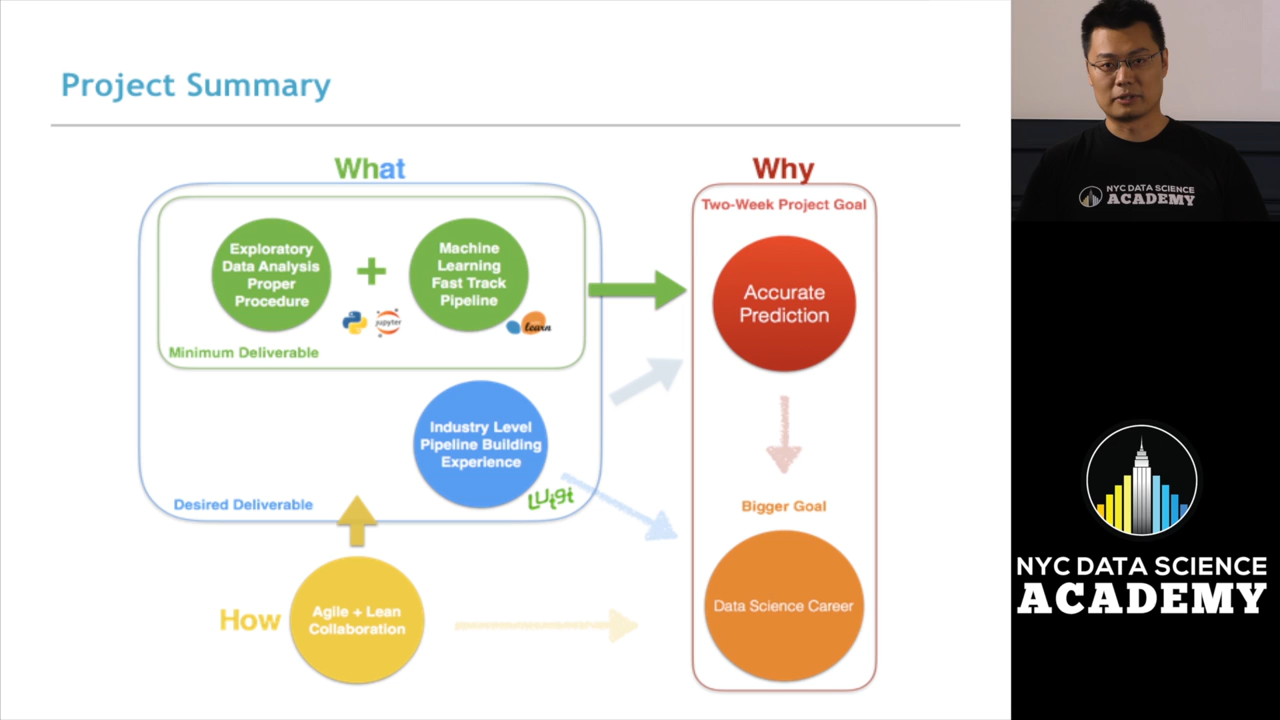 Project Summary
What
Exploratory
Data Analysis
Proper
Procedure
+
Machine
Learning
Fast Track
Pipeline
jupyter
learn
Minimum Deliverable
Industry Level
Pipeline Building
Experience
Luigi
Desired Deliverable
How
Agile + Lean
Collaboration
Why
Two-Week Project Goal
Accurate
Prediction
Bigger Goal
Data Science Career
NYC DATA SCIENCE
ACADEMY
NYC DATA SCIENCE
ACADEMY